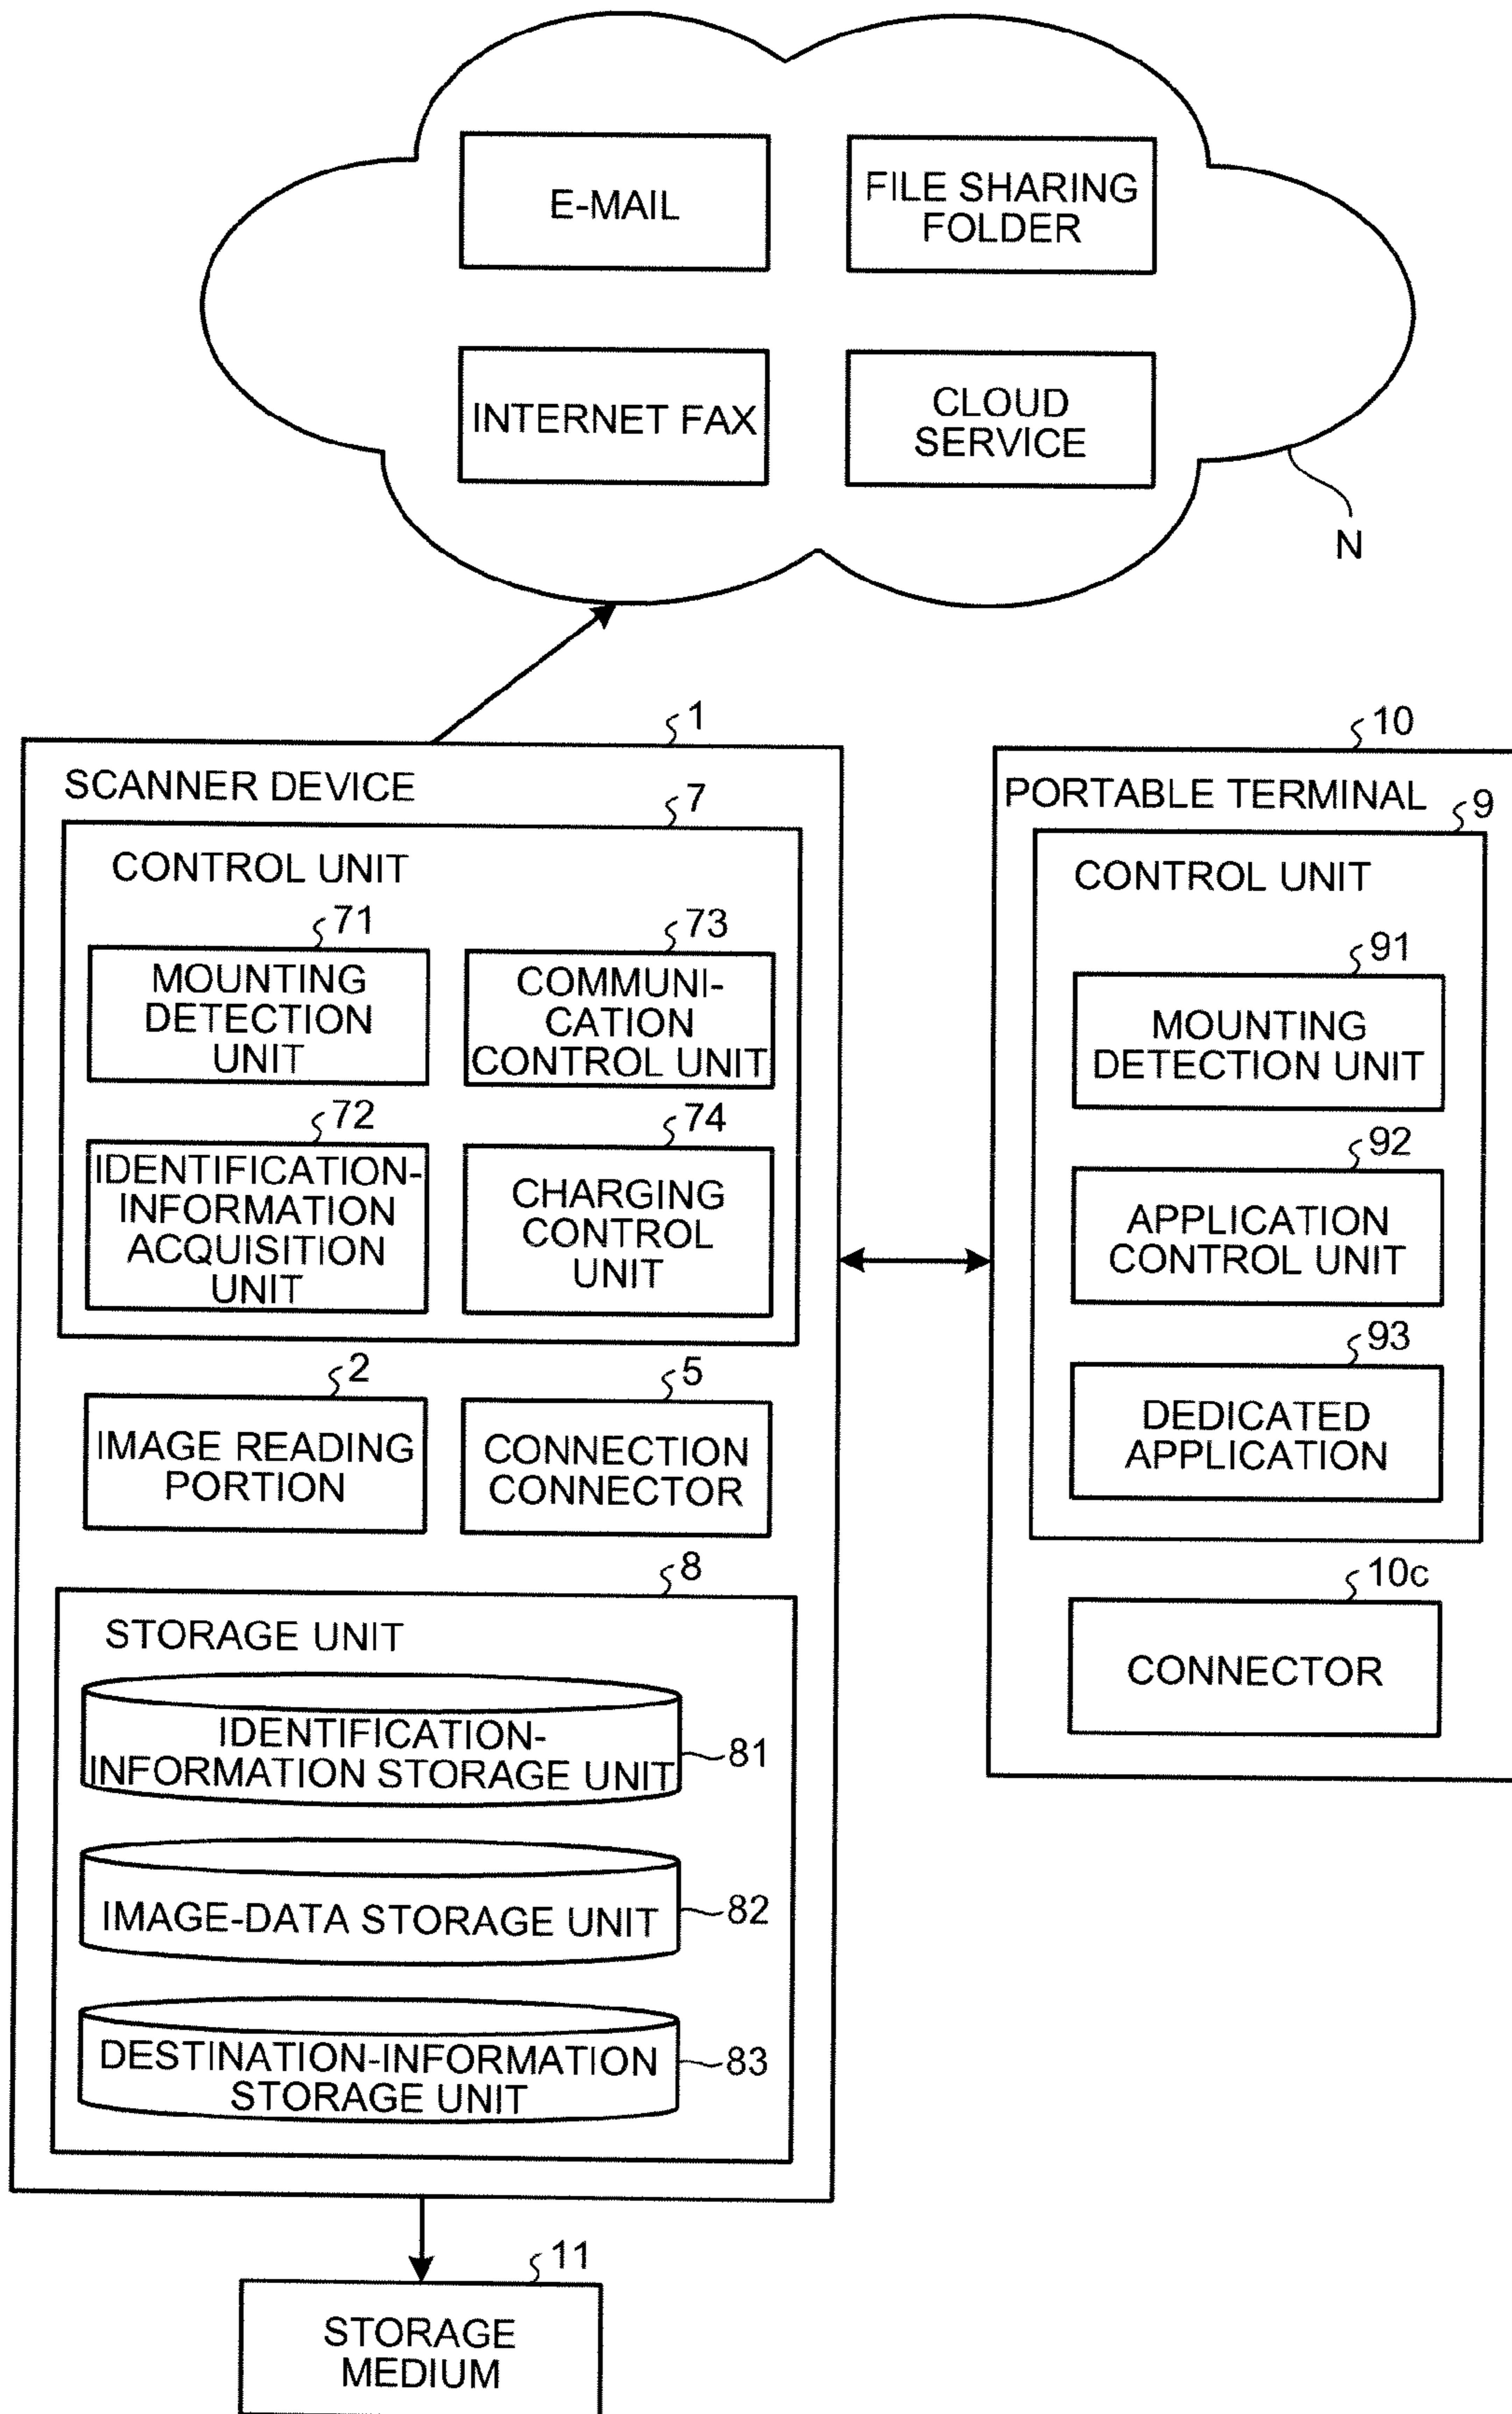 E-MAIL
FILE SHARING
FOLDER
INTERNET FAX
CLOUD
SERVICE
N
1
SCANNER DEVICE
7
CONTROL UNIT
71
MOUNTING
DETECTION
UNIT
73
COMMUNI-
CATION
CONTROL UNIT
72
IDENTIFICATION-
INFORMATION
ACQUISITION
UNIT
74
CHARGING
CONTROL
UNIT
2
IMAGE READING
PORTION
5
CONNECTION
CONNECTOR
8
STORAGE UNIT
IDENTIFICATION-
INFORMATION STORAGE UNIT
81
IMAGE-DATA STORAGE UNIT
82
DESTINATION-INFORMATION
STORAGE UNIT
83
11
STORAGE
MEDIUM
10
PORTABLE TERMINAL
9
CONTROL UNIT
91
MOUNTING
DETECTION UNIT
92
APPLICATION
CONTROL UNIT
93
DEDICATED
APPLICATION
10c
CONNECTOR